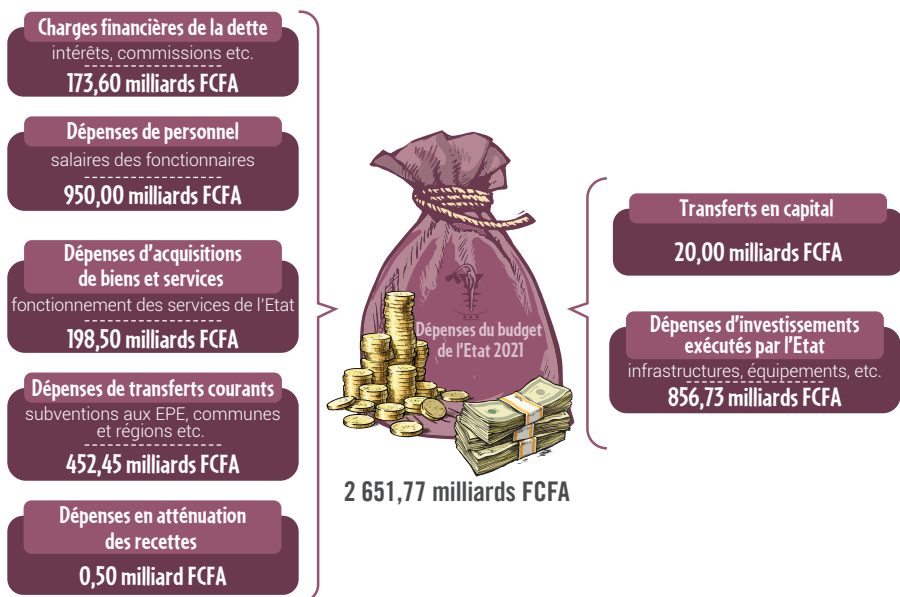 Charges financières de la dette
intérêts, commissions etc.
173,60 milliards FCFA
Dépenses de personnel
salaires des fonctionnaires
950,00 milliards FCFA
Dépenses d'acquisitions
de biens et services
fonctionnement des services de l'Etat
198,50 milliards FCFA
Dépenses de transferts courants
subventions aux EPE, communes
et régions etc.
452,45 milliards FCFA
Dépenses en atténuation
des recettes
0,50 milliard FCFA
Dépenses du budget
de l'Etat 2021
2 651,77 milliards FCFA
Transferts en capital
20,00 milliards FCFA
Dépenses d'investissements
exécutés par l'Etat
infrastructures, équipements, etc.
856,73 milliards FCFA